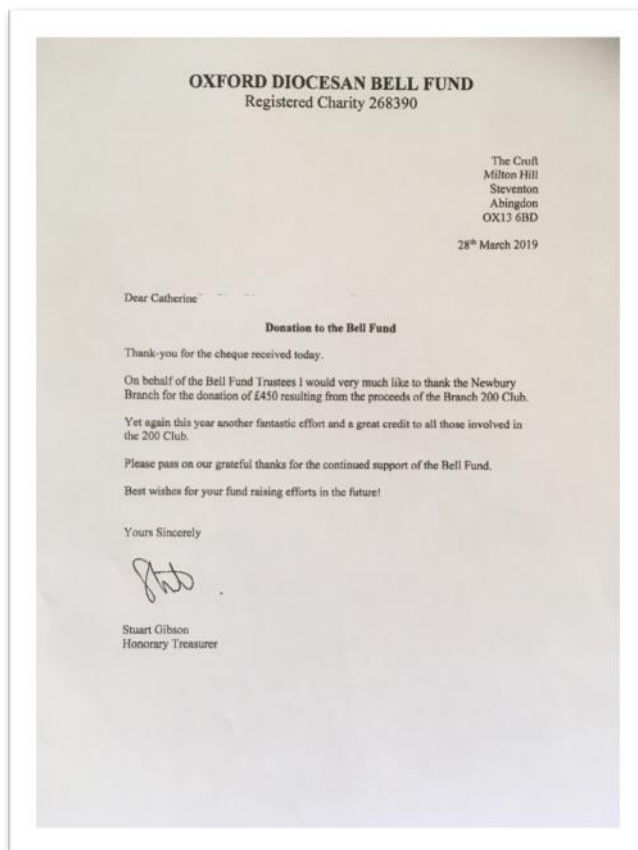 OXFORD DIOCESAN BELL FUND
Registered Charity 268390
The Croft
Milton Hill
Steventon
Abingdon
OX13 6BD
28th March 2019
Dear Catherine
Donation to the Bell Fund
Thank-you for the cheque received today.
On behalf of the Bell Fund Trustees I would very much like to thank the Newbury
Branch for the donation of £450 resulting from the proceeds of the Branch 200 Club.
Yet again this year another fantastic effort and a great credit to all those involved in
the 200 Club.
Please pass on our grateful thanks for the continued support of the Bell Fund.
Best wishes for your fund raising efforts in the future!
Yours Sincerely
Stuart Gibson
Honorary Treasurer